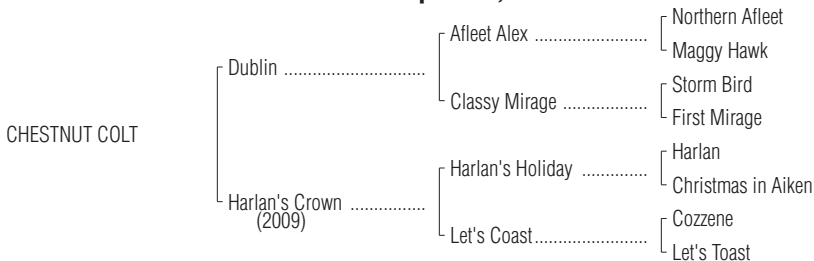 Northern Afleet
Afleet Alex ..........................
Maggy Hawk
Dublin ................................
Storm Bird
Classy Mirage ....................
First Mirage
CHESTNUT COLT
Harlan
Harlan's Holiday ...............
Christmas in Aiken
Harlan's Crown .................
(2009)
Cozzene
Let's Coast..........................
Let's Toast